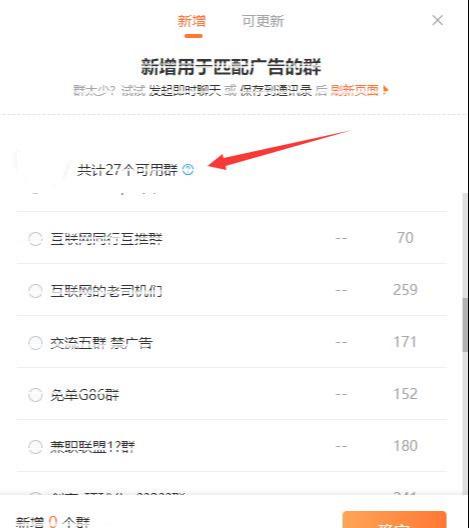 新增 可更新
新增用于匹配广告的群
群太少？试试 发起即时聊天 或 保存到通讯录 后 刷新页面
共计27个可用群
互联网同行互推群 -- 70
互联网的老司机们 -- 259
交流五群 禁广告 -- 171
免单G86群 -- 152
兼职联盟12群 -- 180
新增 0 个群
确定